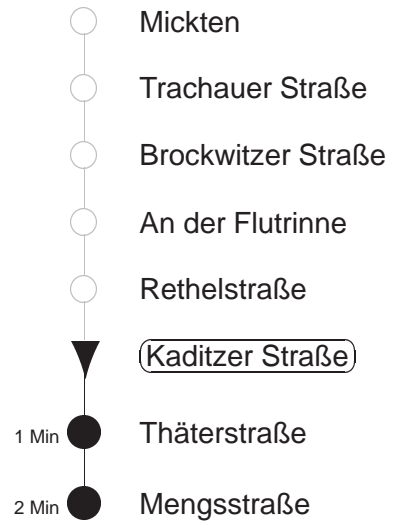 Mickten
Trachauer Straße
Brockwitzer Straße
An der Flutrinne
Rethelstraße
Kaditzer Straße
1 Min Thäterstraße
2 Min Mengsstraße